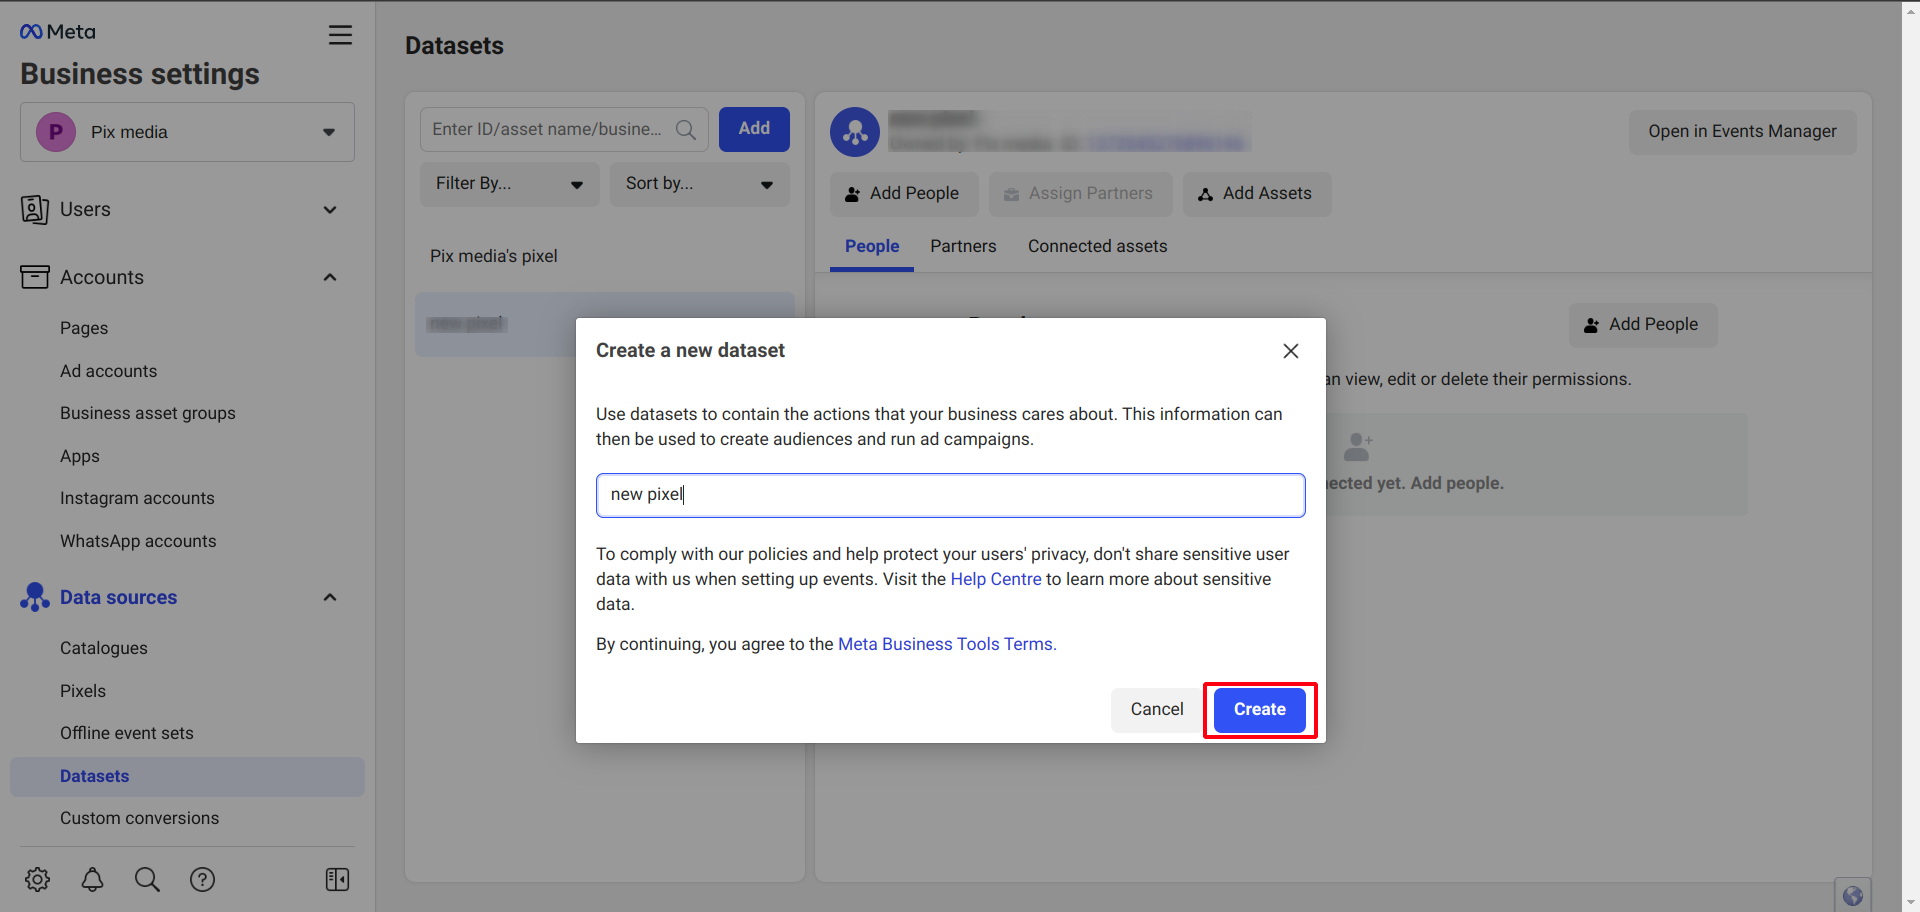 Meta
Business settings
P
Pix media
Users
Accounts
Pages
Ad accounts
Business asset groups
Apps
Instagram accounts
WhatsApp accounts
Data sources
Catalogues
Pixels
Offline event sets
Datasets
Custom conversions
Datasets
Enter ID/asset name/busine...
Add
Filter By...
Sort by...
Pix media's pixel
new pixel
Open in Events Manager
Add People
Assign Partners
Add Assets
People
Partners
Connected assets
Add People
an view, edit or delete their permissions.
nected yet. Add people.
Create a new dataset
Use datasets to contain the actions that your business cares about. This information can
then be used to create audiences and run ad campaigns.
new pixel
To comply with our policies and help protect your users' privacy, don't share sensitive user
data with us when setting up events. Visit the Help Centre to learn more about sensitive
data.
By continuing, you agree to the Meta Business Tools Terms.
Cancel
Create